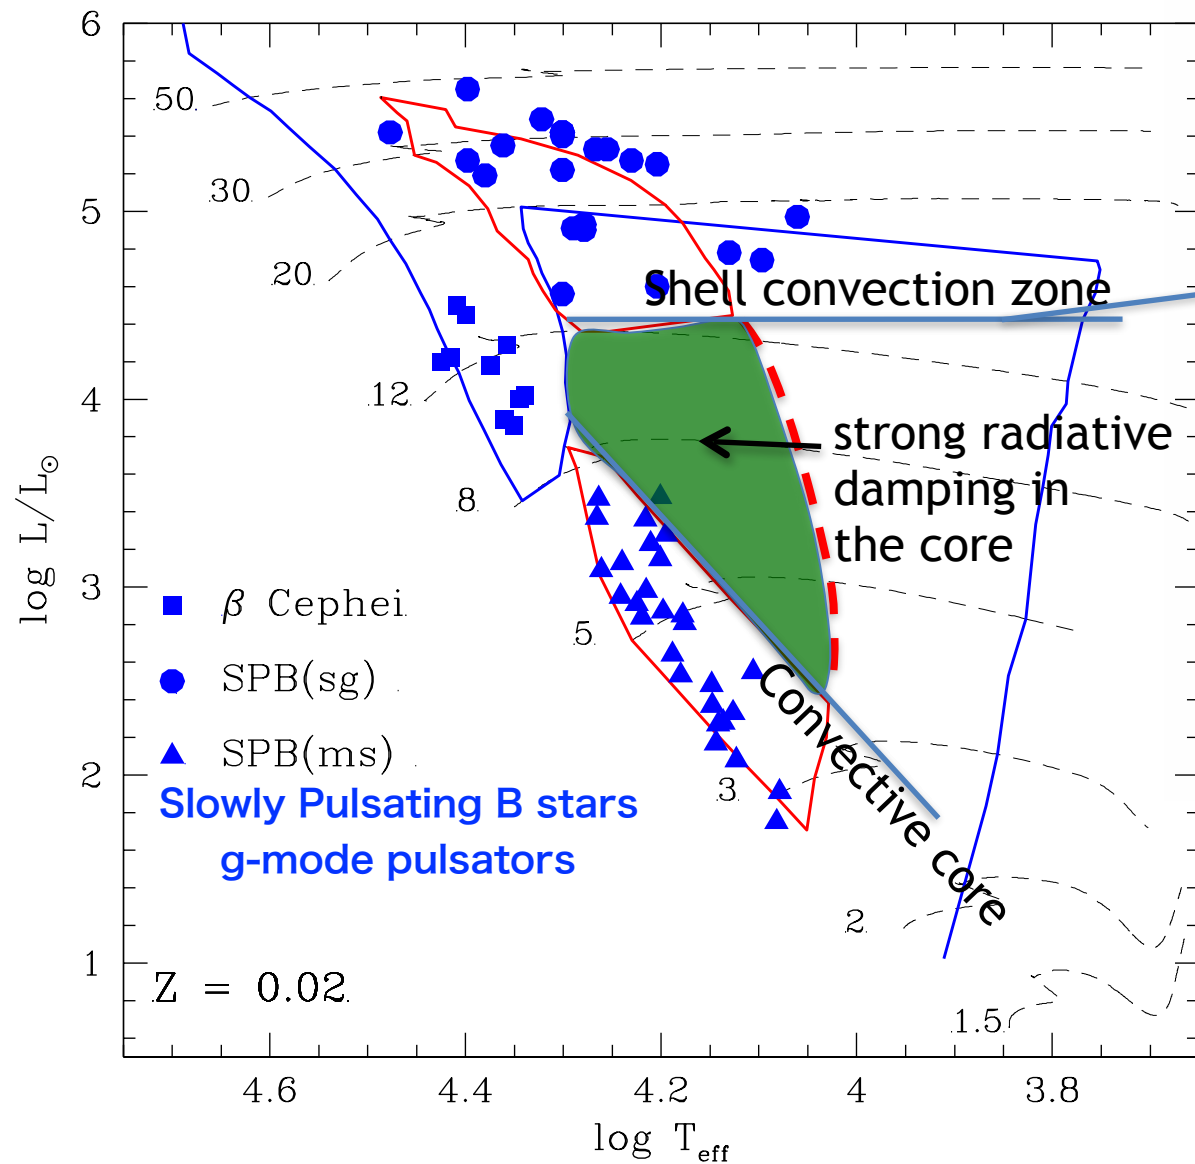 6
50
30
5
20
Shell convection zone
12
4
strong radiative
damping in
the core
8
log L/L⊙
3
β Cephei
5
SPB(sg)
SPB(ms)
2
3
Slowly Pulsating B stars
g-mode pulsators
Convective core
2
1
Z = 0.02
1.5
4.6 4.4 4.2 4 3.8
log Teff